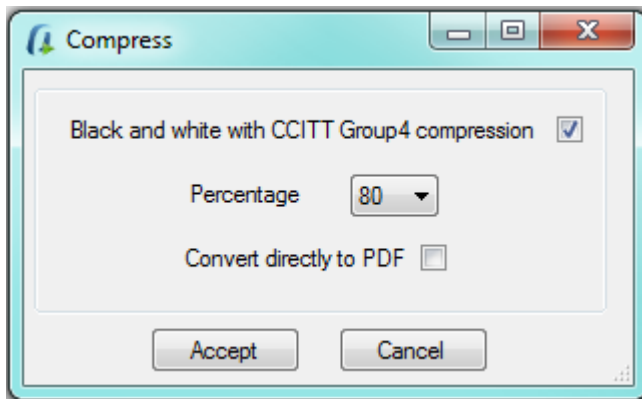 Compress
Black and white with CCITT Group4 compression
Percentage 80
Convert directly to PDF
Accept Cancel